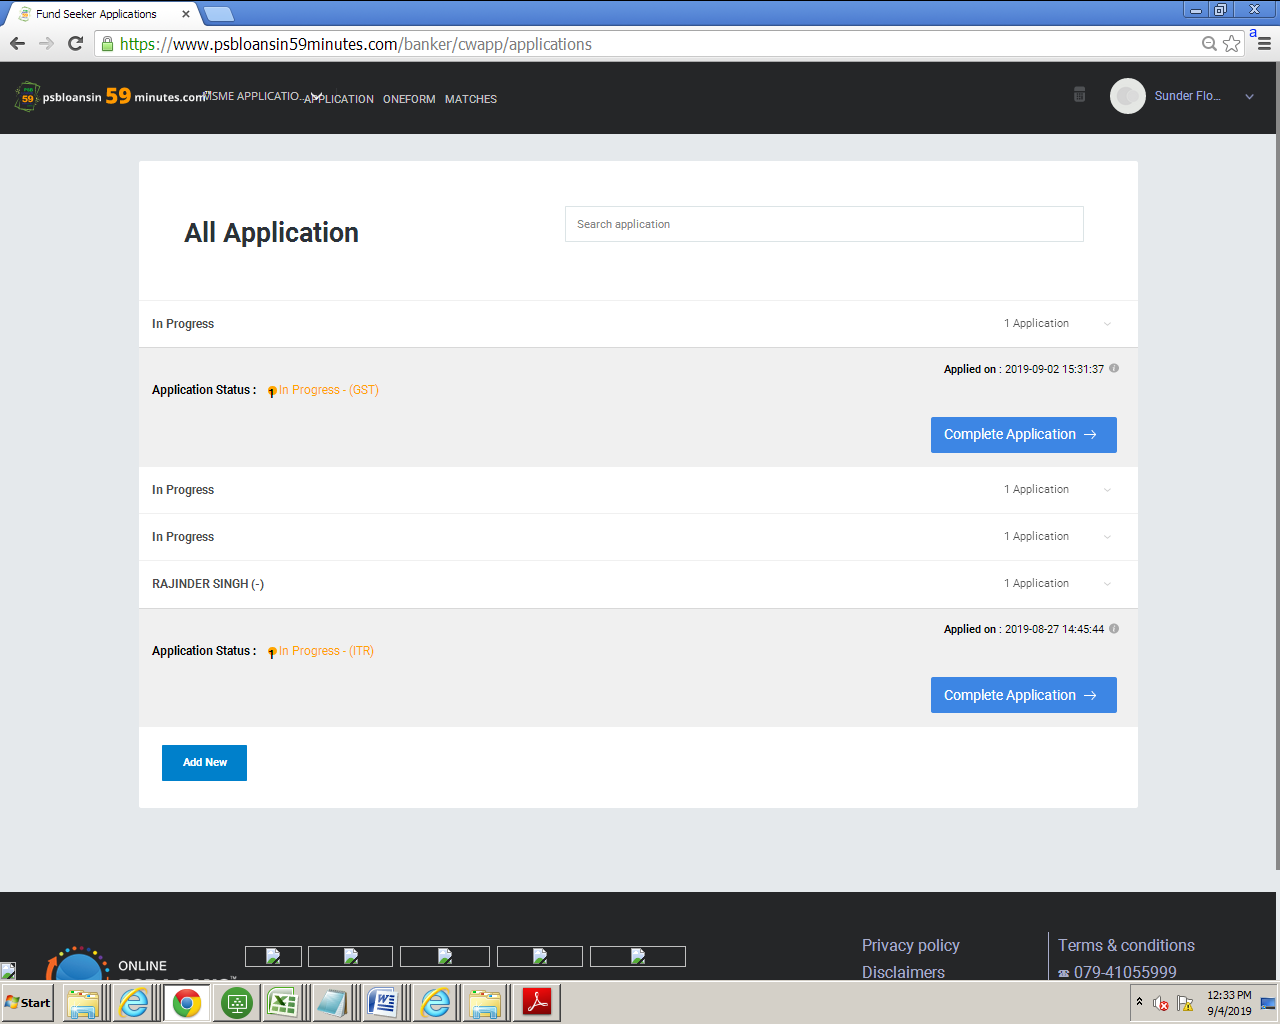 Fund Seeker Applications
https://www.psbloansin59minutes.com/banker/cwapp/applications
psbloansin 59 minutes.com
MSME APPLICATIO...
APPLICATION ONEFORM MATCHES
Sunder Flo...
All Application
Search application
In Progress 1 Application
Applied on : 2019-09-02 15:31:37
Application Status : In Progress - (GST)
Complete Application
In Progress 1 Application
In Progress 1 Application
RAJINDER SINGH (-) 1 Application
Applied on : 2019-08-27 14:45:44
Application Status : In Progress - (ITR)
Complete Application
Add New
ONLINE
Privacy policy
Terms & conditions
Disclaimers
079-41055999
Start
12:33 PM
9/4/2019